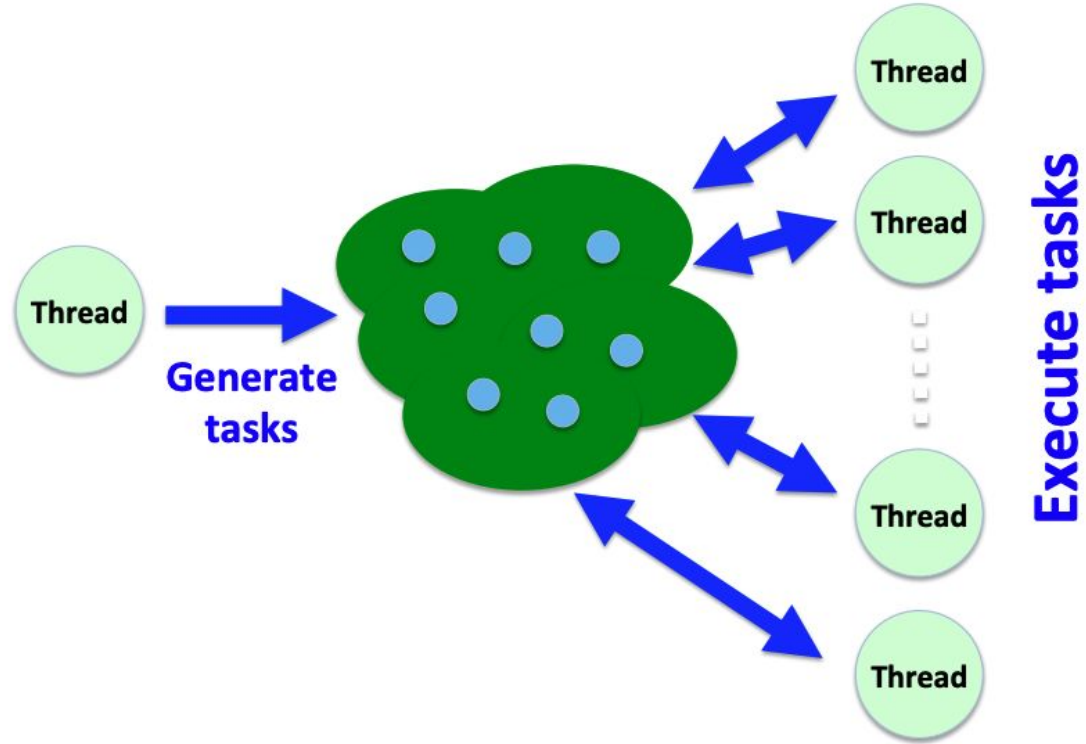 Thread
Generate
tasks
Thread
Thread
Thread
Thread
Execute tasks